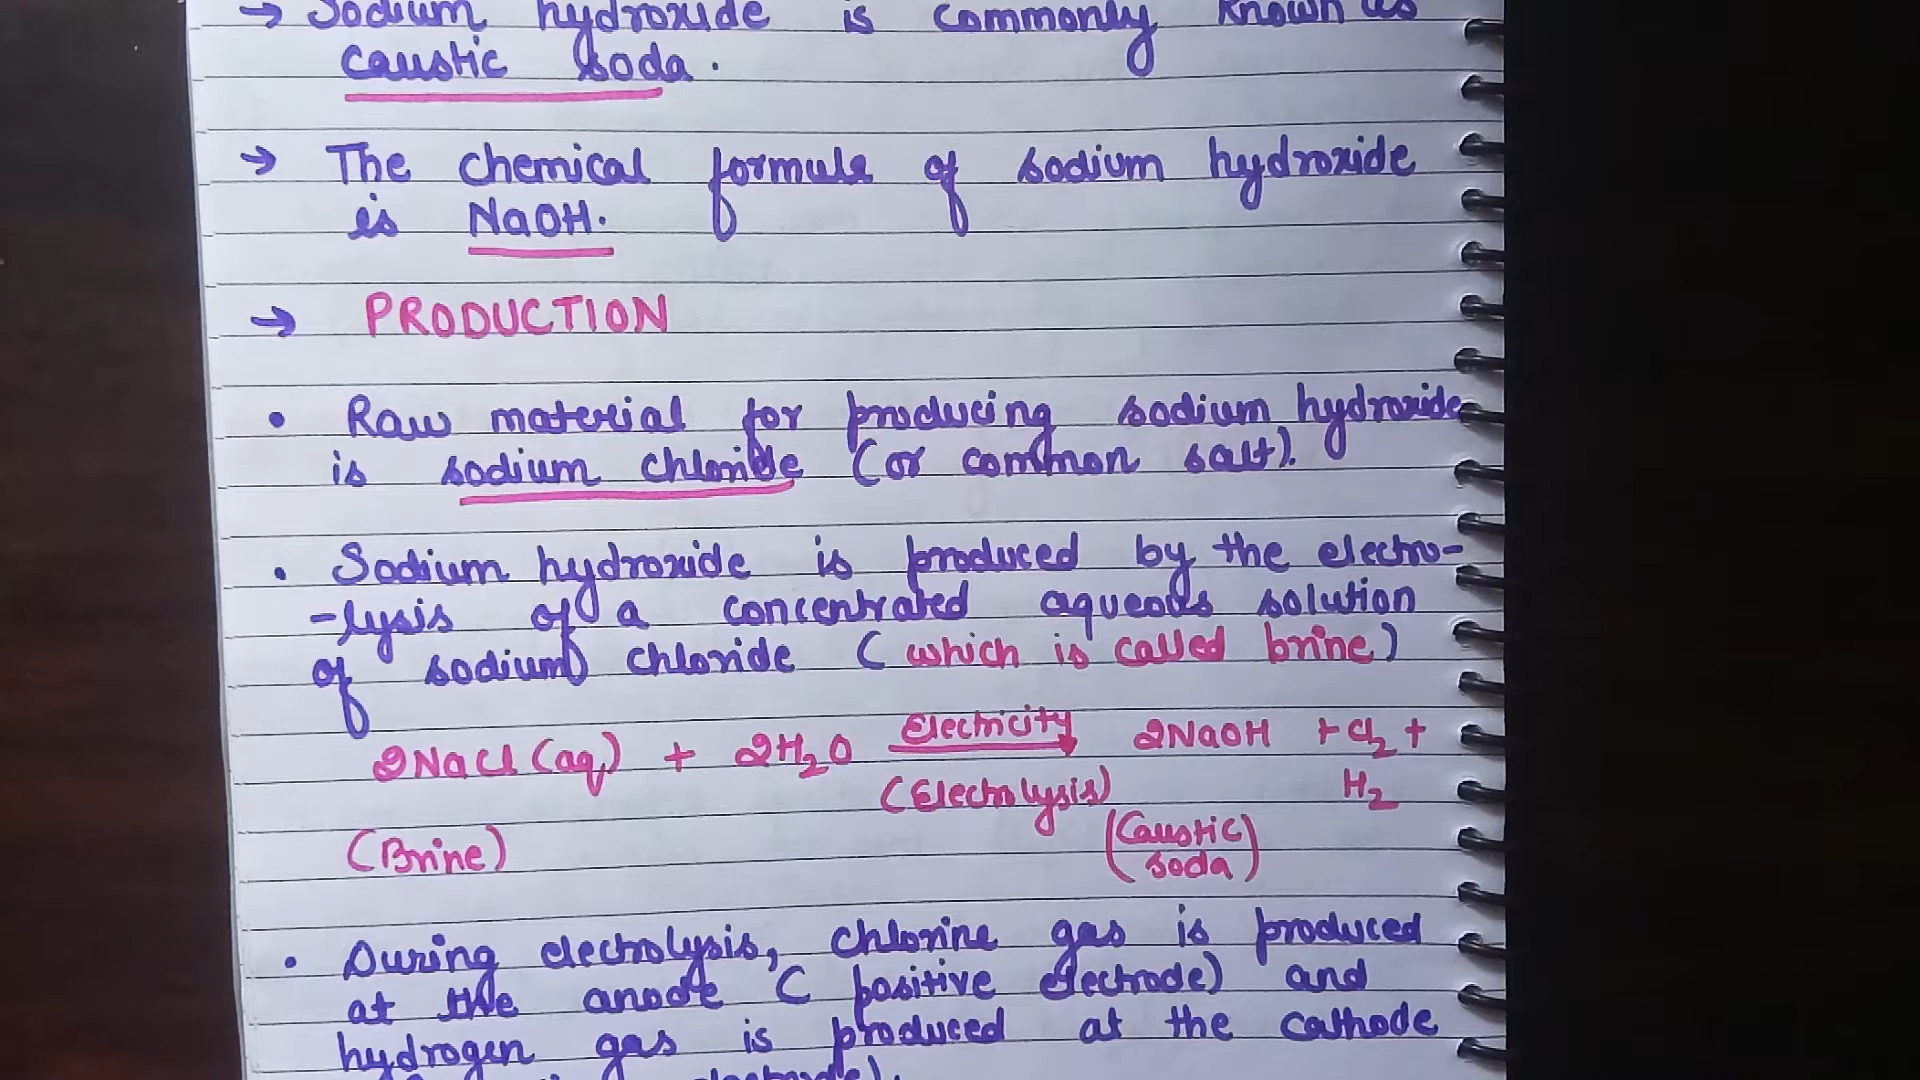 → Sodium hydroxide is commonly known as
caustic soda.
→ The chemical formula of sodium hydroxide
is NaOH.
→ PRODUCTION
• Raw material for producing sodium hydroxide
is sodium chloride (or common salt).
• Sodium hydroxide is produced by the electro-
-lysis of a concentrated aqueous solution
of sodium chloride (which is called brine)
2NaCl (aq) + 2H₂O Electricity → 2NaOH + Cl₂ +
(Electrolysis) H₂
(Brine) (Caustic
soda)
• During electrolysis, chlorine gas is produced
at the anode (positive electrode) and
hydrogen gas is produced at the cathode
electrode).